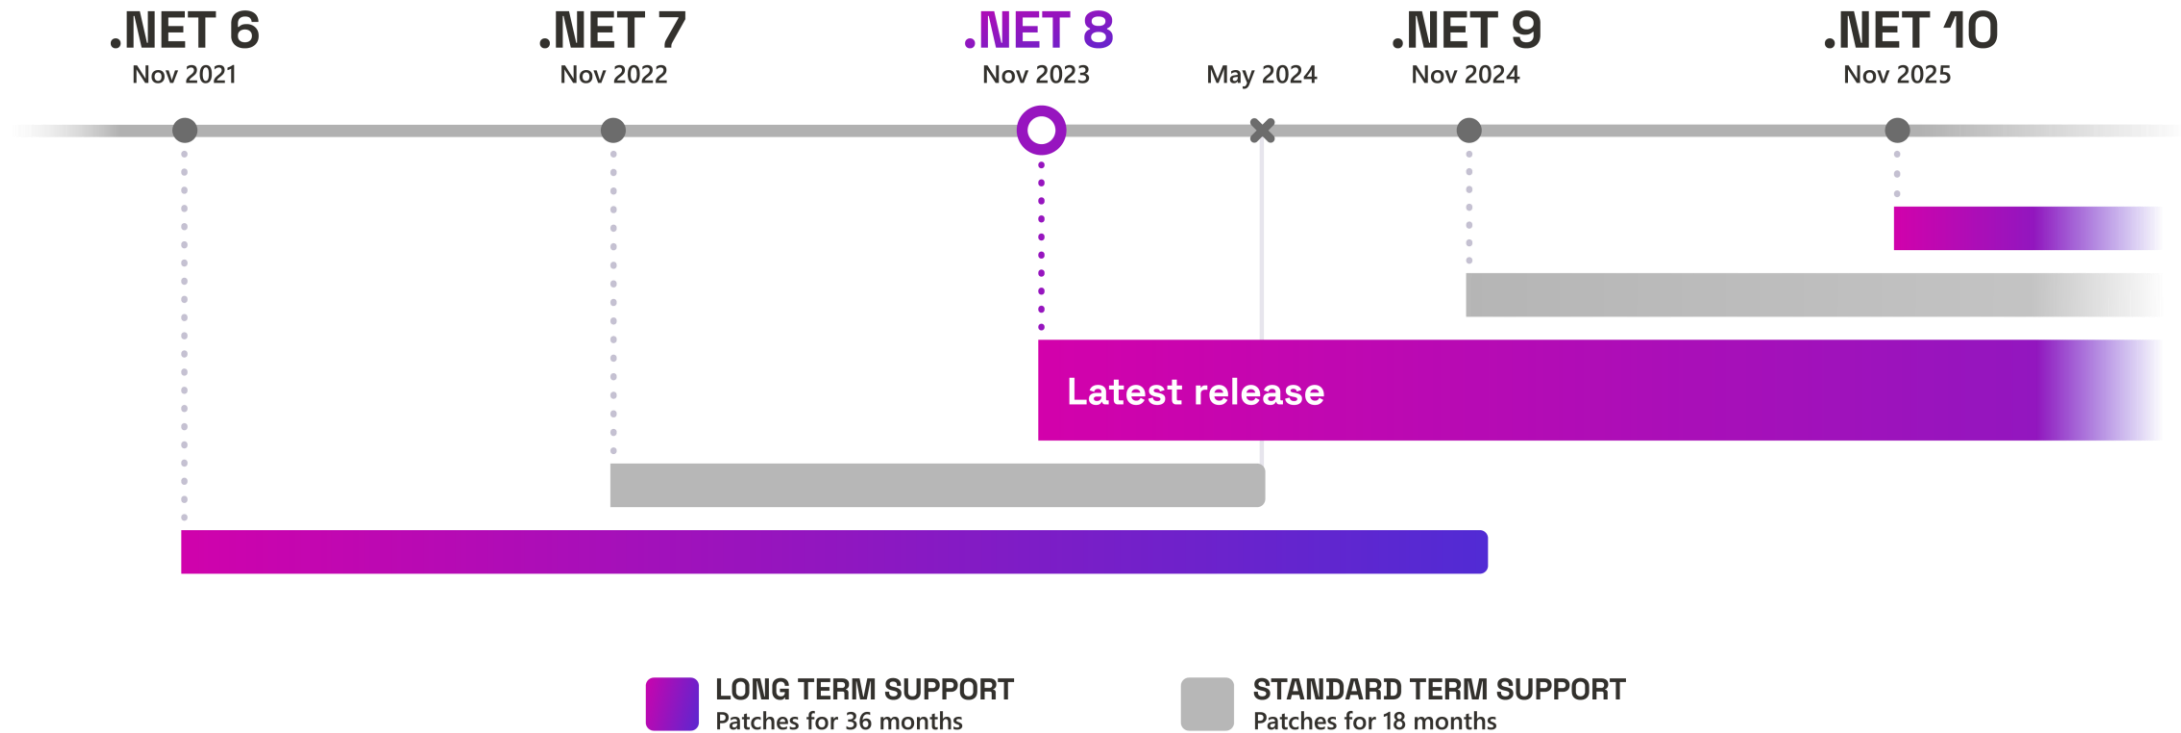 .NET 6
Nov 2021
.NET 7
Nov 2022
.NET 8
Nov 2023
May 2024
.NET 9
Nov 2024
.NET 10
Nov 2025
Latest release
LONG TERM SUPPORT
Patches for 36 months
STANDARD TERM SUPPORT
Patches for 18 months